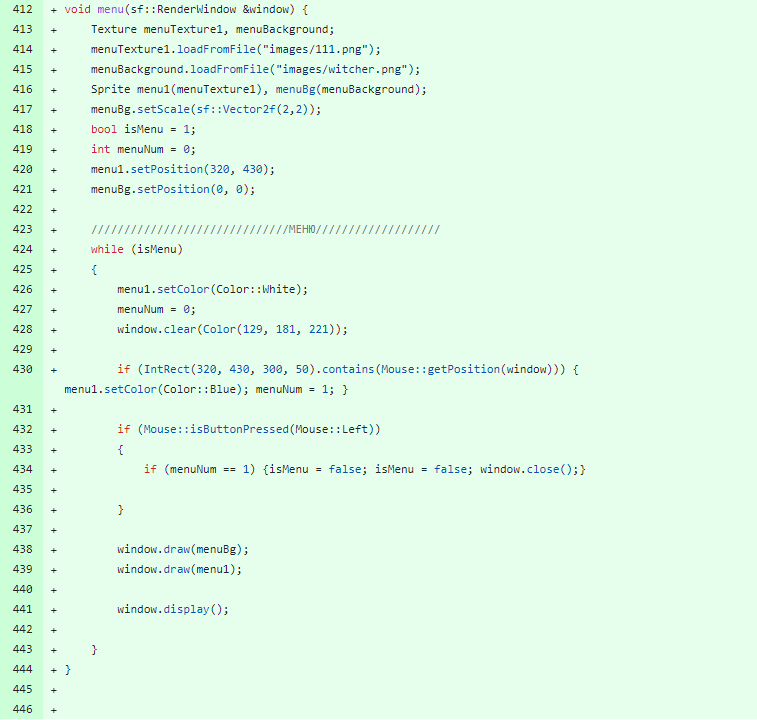 412 + void menu(sf::RenderWindow &window) {
413 + Texture menuTexture1, menuBackground;
414 + menuTexture1.loadFromFile("images/111.png");
415 + menuBackground.loadFromFile("images/witcher.png");
416 + Sprite menu1(menuTexture1), menuBg(menuBackground);
417 + menuBg.setScale(sf::Vector2f(2,2));
418 + bool isMenu = 1;
419 + int menuNum = 0;
420 + menu1.setPosition(320, 430);
421 + menuBg.setPosition(0, 0);
422 +
423 + //////////////////////////////МЕНЮ///////////////////
424 + while (isMenu)
425 + {
426 + menu1.setColor(Color::White);
427 + menuNum = 0;
428 + window.clear(Color(129, 181, 221));
429 +
430 + if (IntRect(320, 430, 300, 50).contains(Mouse::getPosition(window))) {
menu1.setColor(Color::Blue); menuNum = 1; }
431 +
432 + if (Mouse::isButtonPressed(Mouse::Left))
433 + {
434 + if (menuNum == 1) {isMenu = false; isMenu = false; window.close();}
435 +
436 + }
437 +
438 + window.draw(menuBg);
439 + window.draw(menu1);
440 +
441 + window.display();
442 +
443 + }
444 + }
445 +
446 +